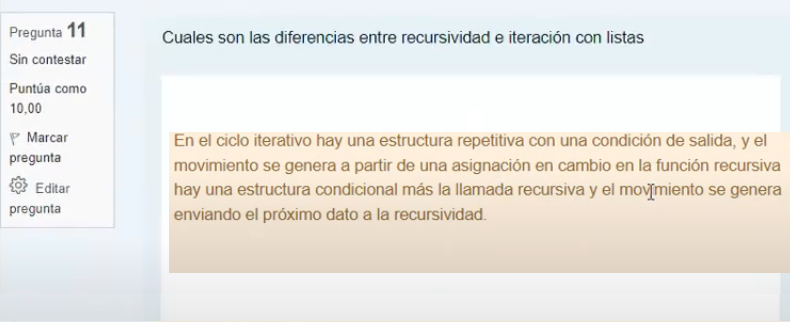 Pregunta 11
Sin contestar
Puntúa como
10,00
Marcar
pregunta
Editar
pregunta
Cuales son las diferencias entre recursividad e iteración con listas
En el ciclo iterativo hay una estructura repetitiva con una condición de salida, y el
movimiento se genera a partir de una asignación en cambio en la función recursiva
hay una estructura condicional más la llamada recursiva y el movimiento se genera
enviando el próximo dato a la recursividad.